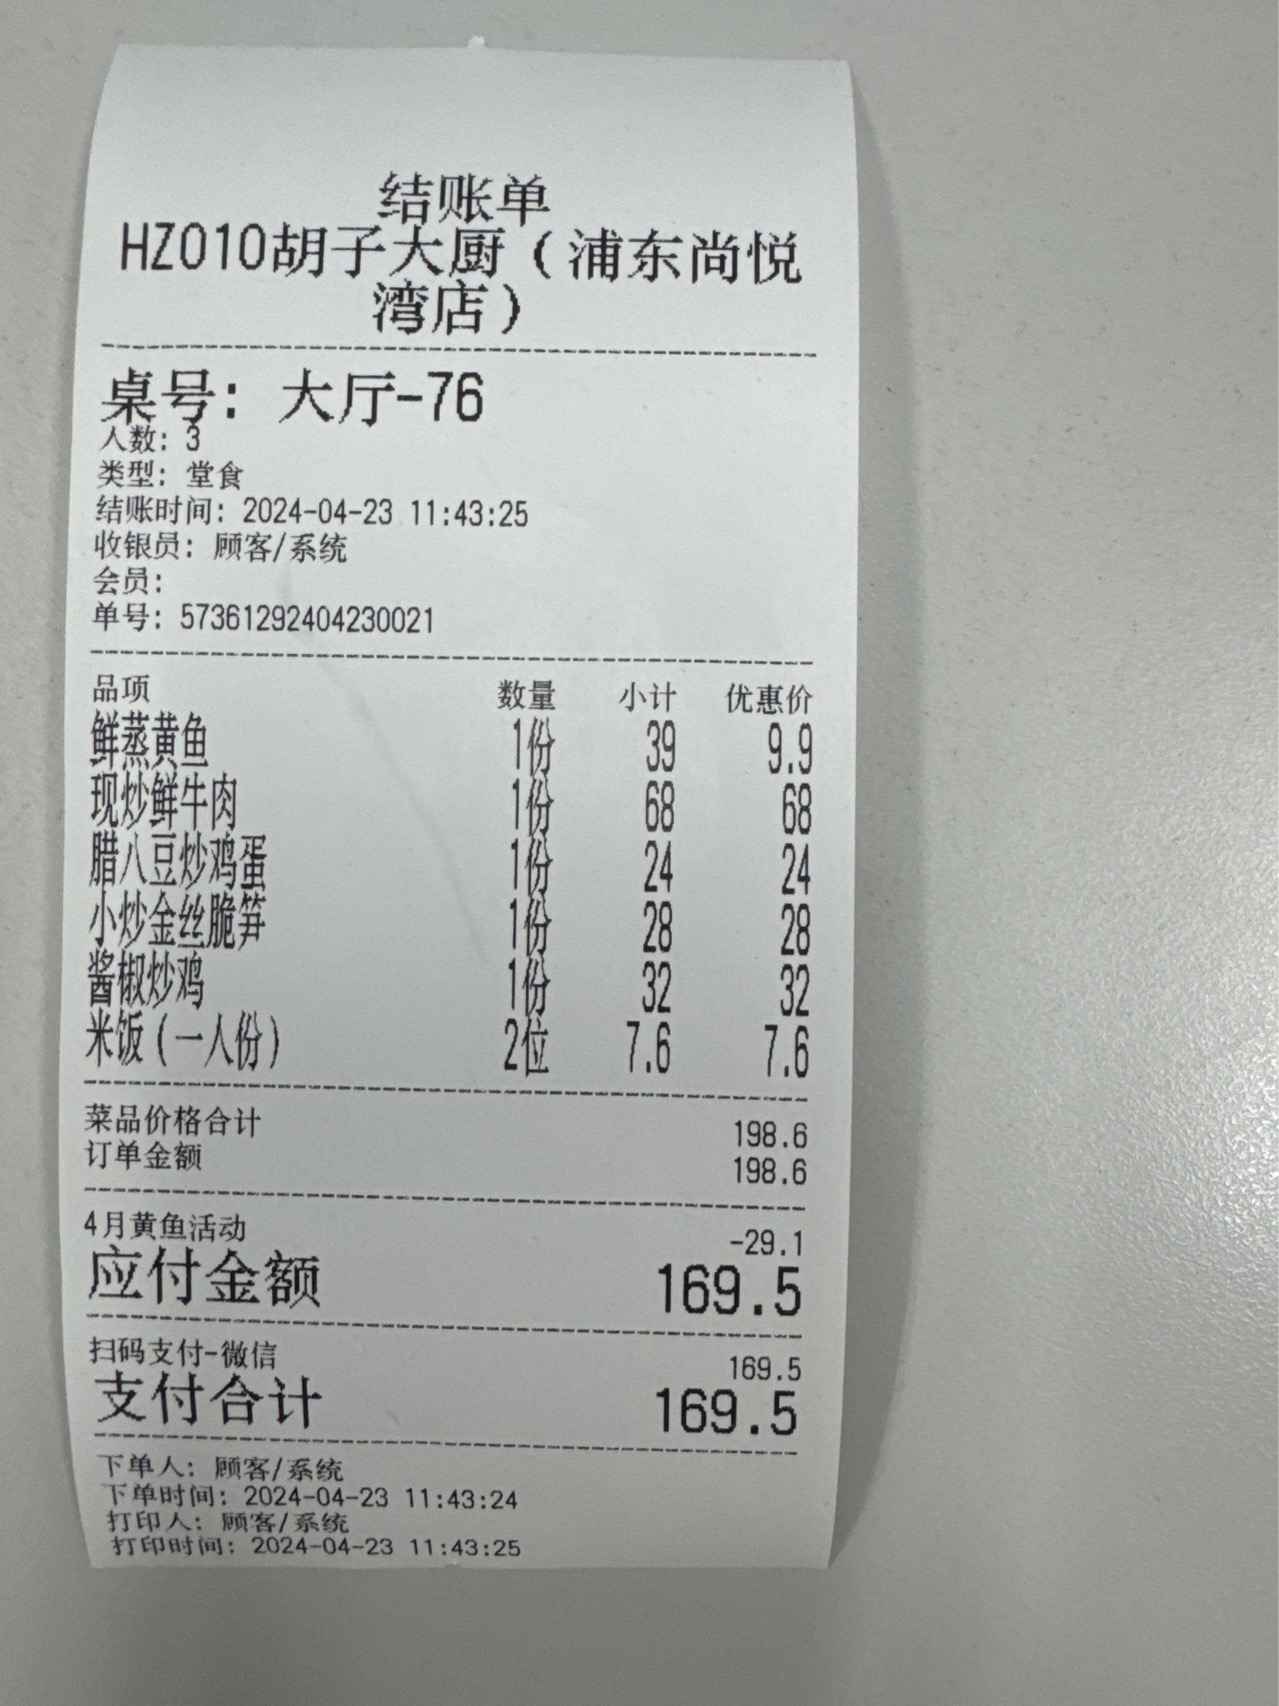 结账单
HZ010胡子大厨（浦东尚悦
湾店）
桌号：大厅-76
人数：3
类型：堂食
结账时间：2024-04-23 11:43:25
收银员：顾客/系统
会员：
单号：57361292404230021
品项 数量 小计 优惠价
鲜蒸黄鱼 1份 39 9.9
现炒鲜牛肉 1份 68 68
腊八豆炒鸡蛋 1份 24 24
小炒金丝脆笋 1份 28 28
酱椒炒鸡 1份 32 32
米饭（一人份） 2位 7.6 7.6
菜品价格合计 198.6
订单金额 198.6
4月黄鱼活动 -29.1
应付金额 169.5
扫码支付-微信 169.5
支付合计 169.5
下单人：顾客/系统
下单时间：2024-04-23 11:43:24
打印人：顾客/系统
打印时间：2024-04-23 11:43:25